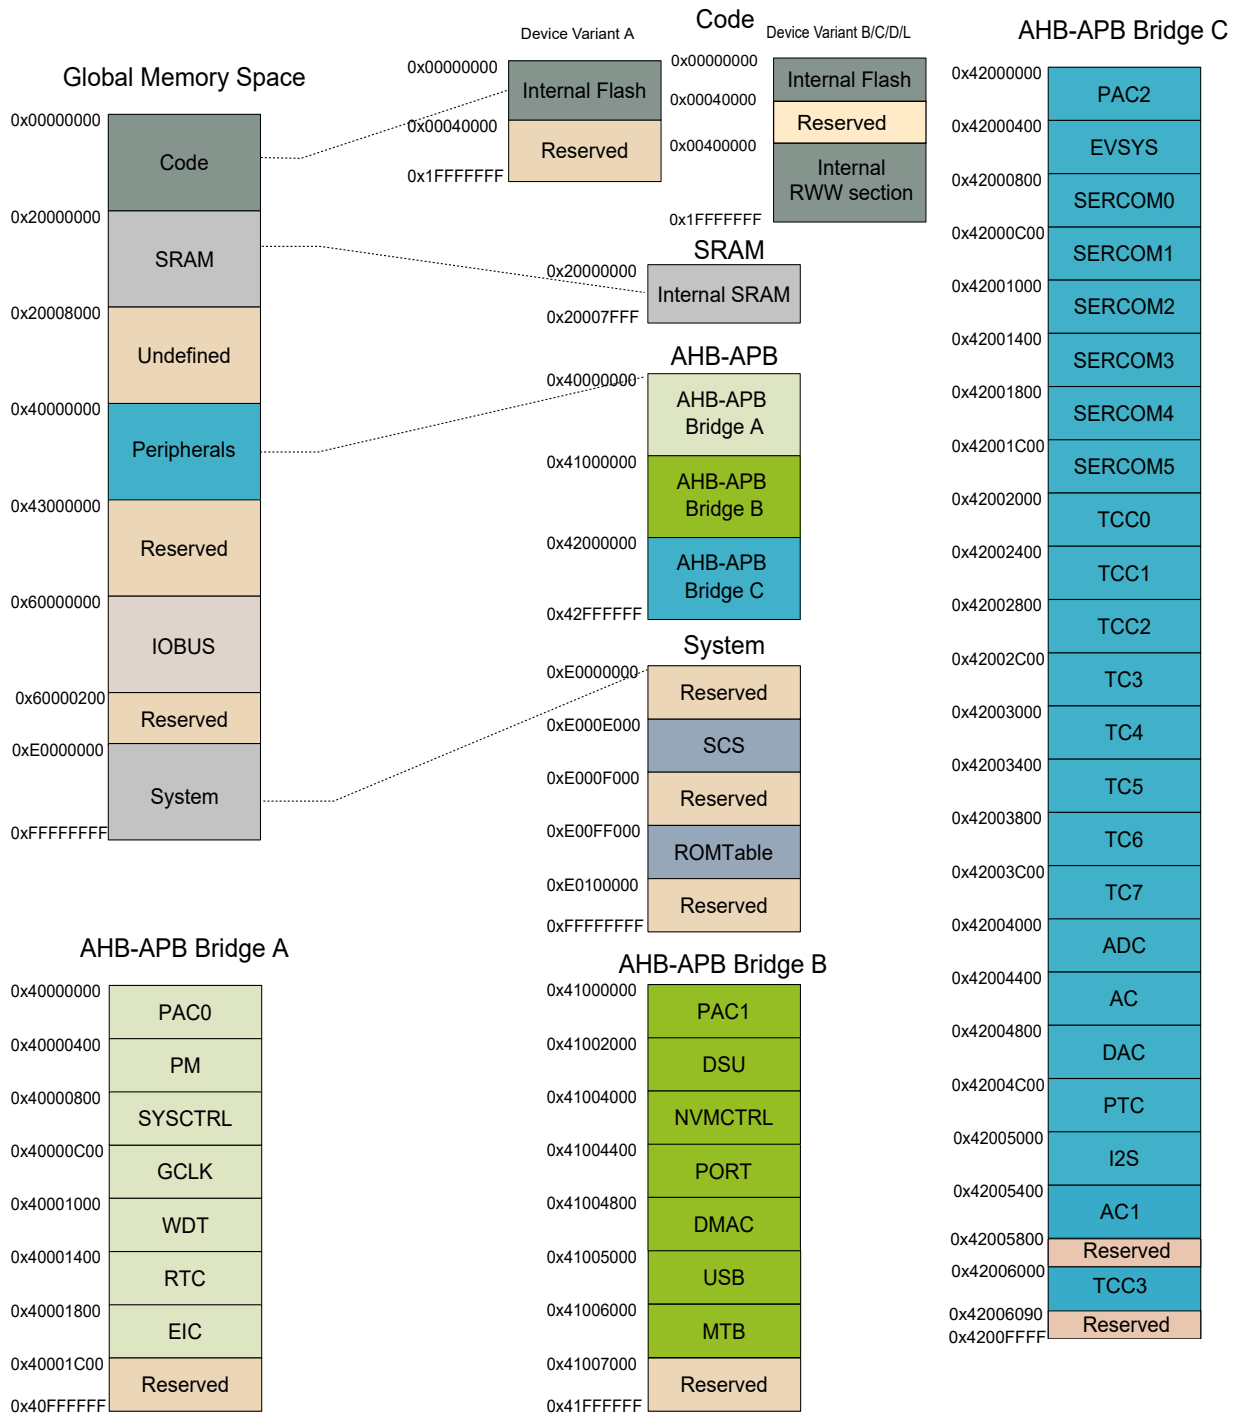 Global Memory Space
0x00000000
Code
0x20000000
SRAM
0x20008000
Undefined
0x40000000
Peripherals
0x43000000
Reserved
0x60000000
IOBUS
0x60000200
Reserved
0xE0000000
System
0xFFFFFFFF
Code
Device Variant A
0x00000000
Internal Flash
0x00040000
Reserved
0x1FFFFFFF
Device Variant B/C/D/L
0x00000000
Internal Flash
0x00040000
Reserved
0x00400000
Internal
RWW section
0x1FFFFFFF
SRAM
0x20000000
Internal SRAM
0x20007FFF
AHB-APB
0x40000000
AHB-APB
Bridge A
0x41000000
AHB-APB
Bridge B
0x42000000
AHB-APB
Bridge C
0x42FFFFFF
System
0xE0000000
Reserved
0xE000E000
SCS
0xE000F000
Reserved
0xE00FF000
ROMTable
0xE0100000
Reserved
0xFFFFFFFF
AHB-APB Bridge A
0x40000000
PAC0
0x40000400
PM
0x40000800
SYSCTRL
0x40000C00
GCLK
0x40001000
WDT
0x40001400
RTC
0x40001800
EIC
0x40001C00
Reserved
0x40FFFFFF
AHB-APB Bridge B
0x41000000
PAC1
0x41002000
DSU
0x41004000
NVMCTRL
0x41004400
PORT
0x41004800
DMAC
0x41005000
USB
0x41006000
MTB
0x41007000
Reserved
0x41FFFFFF
AHB-APB Bridge C
0x42000000
PAC2
0x42000400
EVSYS
0x42000800
SERCOM0
0x42000C00
SERCOM1
0x42001000
SERCOM2
0x42001400
SERCOM3
0x42001800
SERCOM4
0x42001C00
SERCOM5
0x42002000
TCC0
0x42002400
TCC1
0x42002800
TCC2
0x42002C00
TC3
0x42003000
TC4
0x42003400
TC5
0x42003800
TC6
0x42003C00
TC7
0x42004000
ADC
0x42004400
AC
0x42004800
DAC
0x42004C00
PTC
0x42005000
I2S
0x42005400
AC1
0x42005800
Reserved
0x42006000
TCC3
0x42006090
Reserved
0x4200FFFF